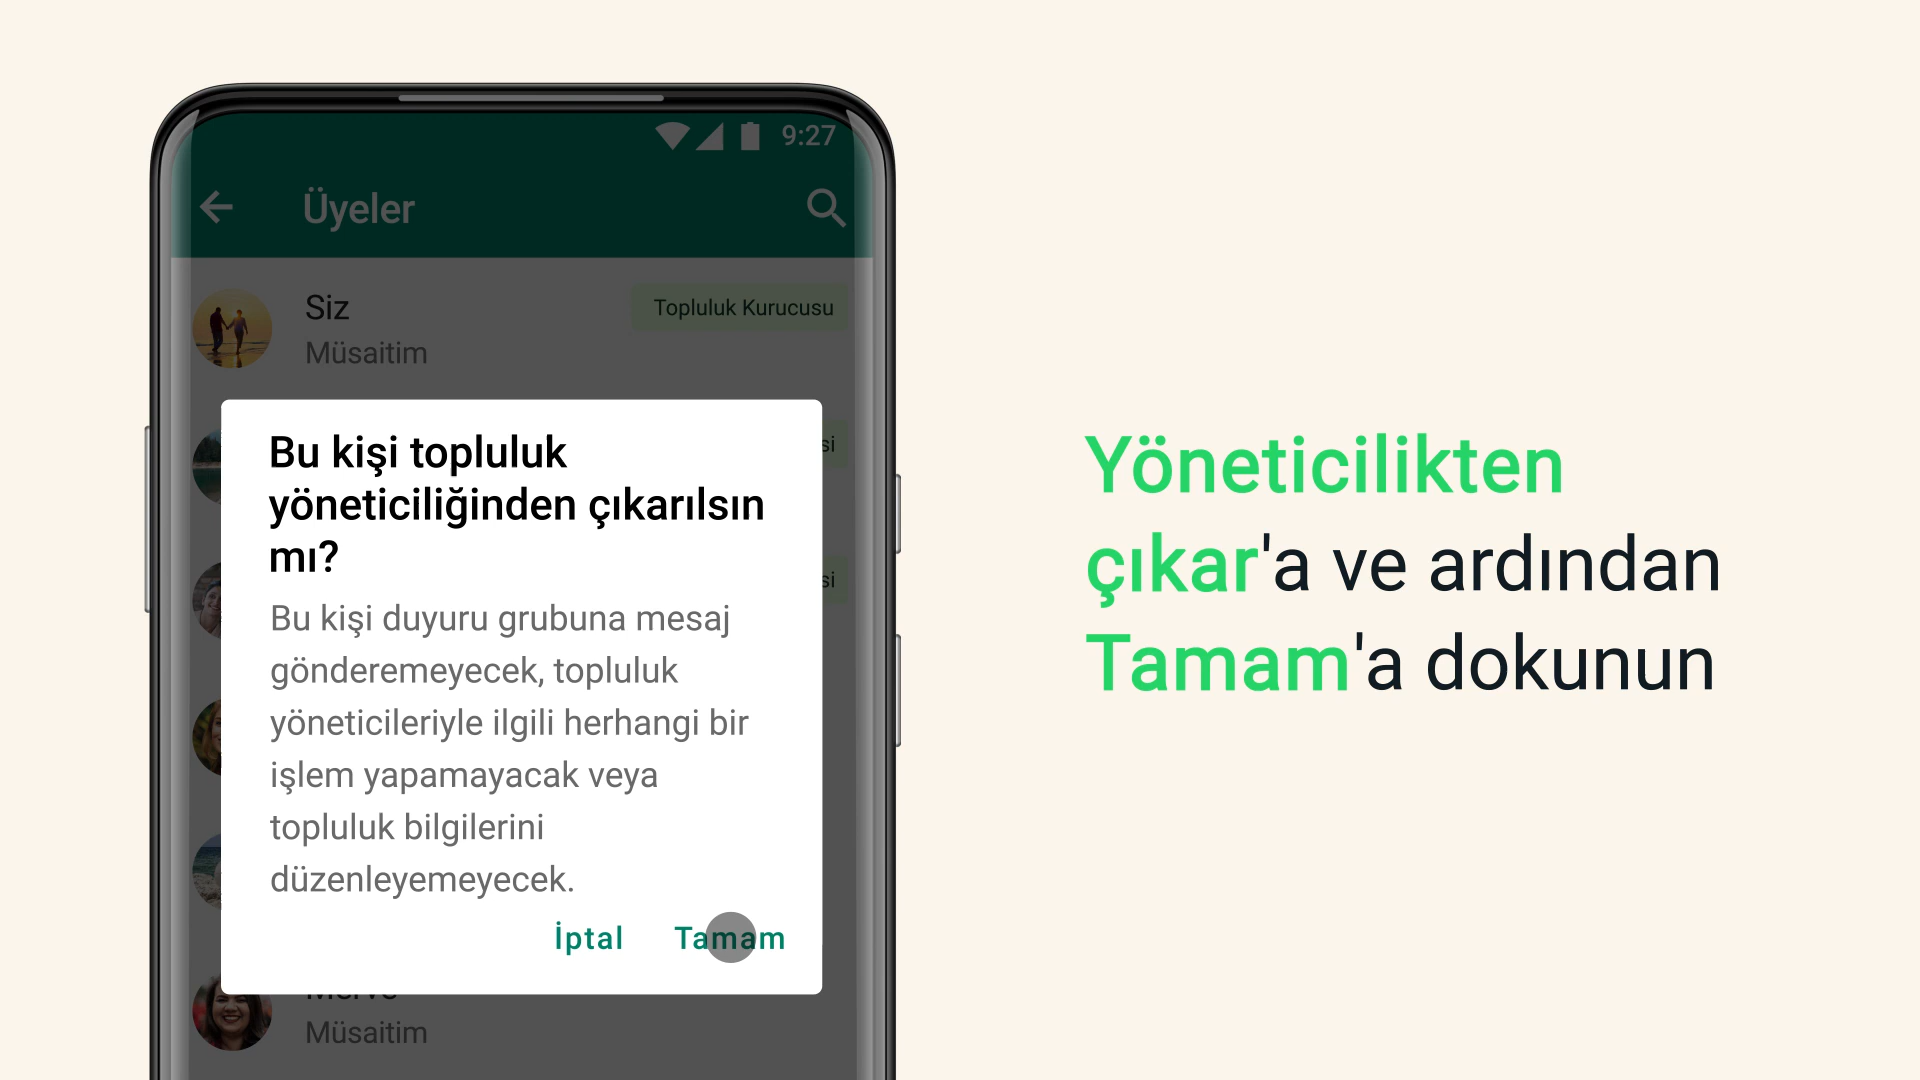 9:27
Üyeler
Siz
Topluluk Kurucusu
Müsaitim
si
si
Bu kişi topluluk
yöneticiliğinden çıkarılsın
mı?
Bu kişi duyuru grubuna mesaj
gönderemeyecek, topluluk
yöneticileriyle ilgili herhangi bir
işlem yapamayacak veya
topluluk bilgilerini
düzenleyemeyecek.
İptal Tamam
Müsaitim
Yöneticilikten
çıkar'a ve ardından
Tamam'a dokunun